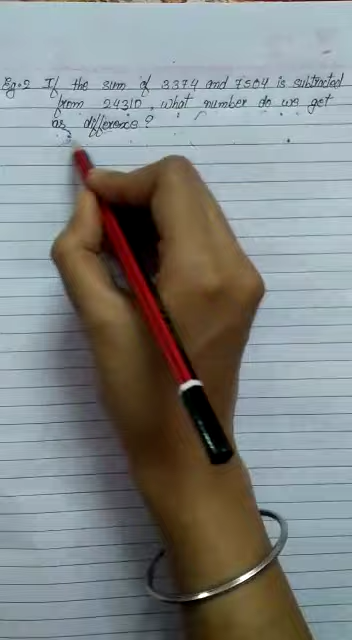 Eg.2 If the sum of 3374 and 7504 is subtracted
from 24310, what number do we get
as difference?